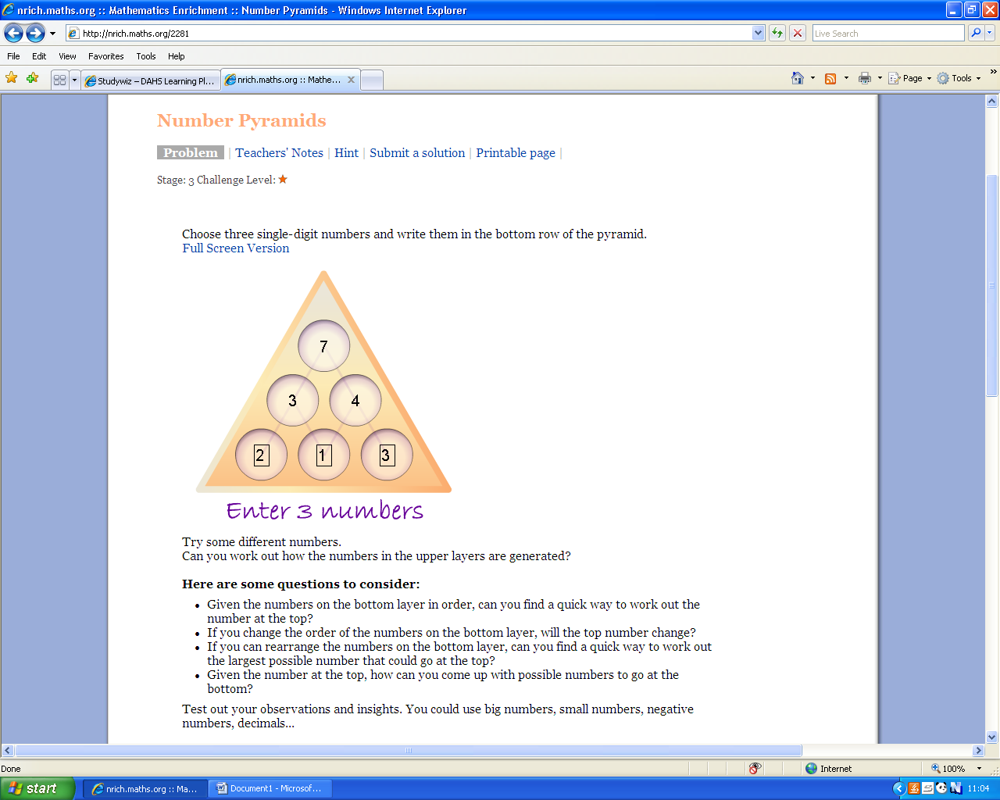 nrich.maths.org :: Mathematics Enrichment :: Number Pyramids - Windows Internet Explorer
http://nrich.maths.org/2281
Live Search
File Edit View Favorites Tools Help
Studywiz – DAHS Learning Pl...
nrich.maths.org :: Mathe...
Page
Tools
Number Pyramids
Problem | Teachers' Notes | Hint | Submit a solution | Printable page |
Stage: 3 Challenge Level:
Choose three single-digit numbers and write them in the bottom row of the pyramid.
Full Screen Version
7
3 4
2 1 3
Enter 3 numbers
Try some different numbers.
Can you work out how the numbers in the upper layers are generated?
Here are some questions to consider:
• Given the numbers on the bottom layer in order, can you find a quick way to work out the
number at the top?
• If you change the order of the numbers on the bottom layer, will the top number change?
• If you can rearrange the numbers on the bottom layer, can you find a quick way to work out
the largest possible number that could go at the top?
• Given the number at the top, how can you come up with possible numbers to go at the
bottom?
Test out your observations and insights. You could use big numbers, small numbers, negative
numbers, decimals...
Done
Internet
100%
start
nrich.maths.org :: Ma...
Document1 - Microsof...
11:04